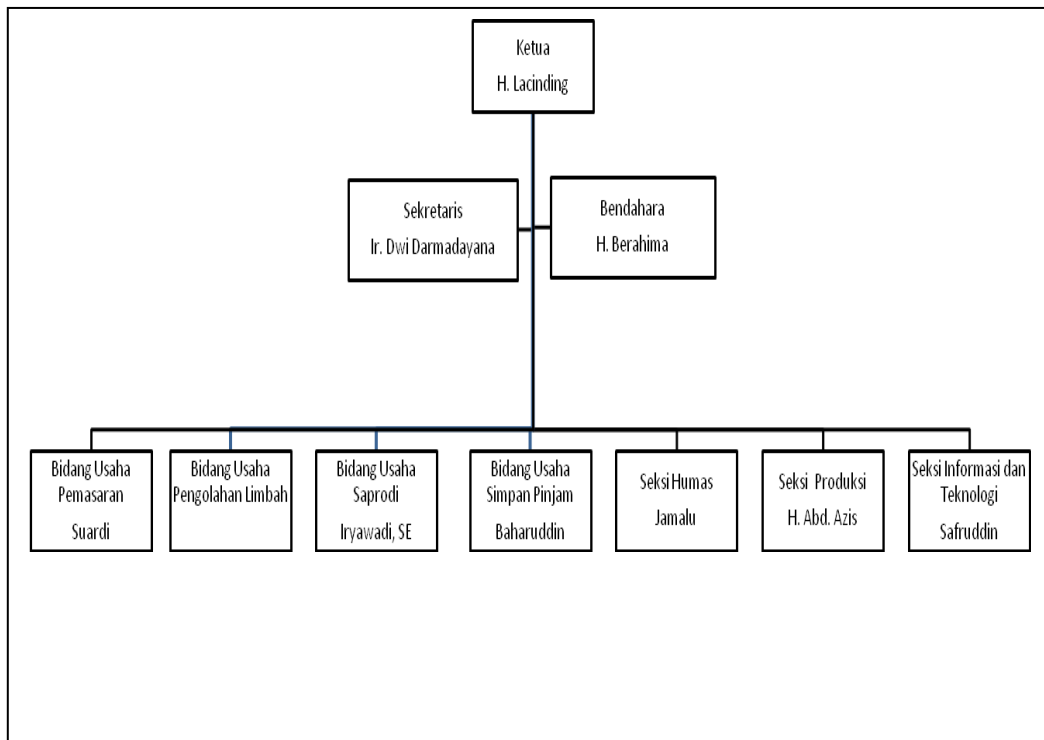 Ketua
H. Lacinding
Sekretaris
Ir. Dwi Darmadayana
Bendahara
H. Berahima
Bidang Usaha
Pemasaran
Suardi
Bidang Usaha
Pengolahan Limbah
Bidang Usaha
Saprodi
Iryawadi, SE
Bidang Usaha
Simpan Pinjam
Baharuddin
Seksi Humas
Jamalu
Seksi Produksi
H. Abd. Azis
Seksi Informasi dan
Teknologi
Safruddin